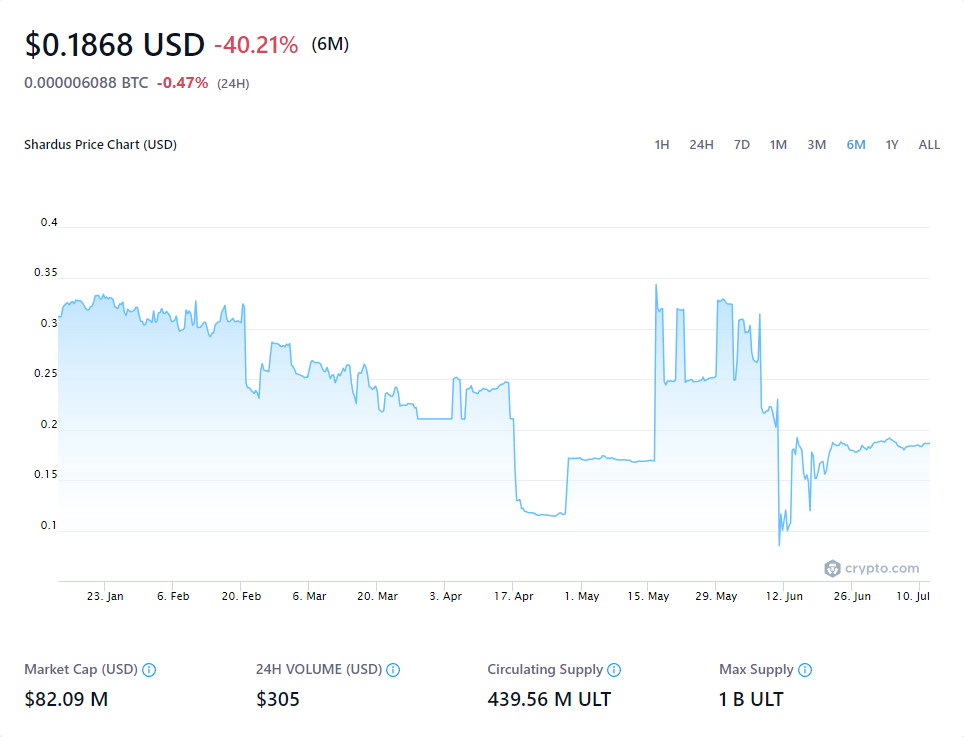 $0.1868 USD -40.21% (6M)
0.000006088 BTC -0.47% (24H)
Shardus Price Chart (USD)
1H 24H 7D 1M 3M 6M 1Y ALL
0.4
0.35
0.3
0.25
0.2
0.15
0.1
crypto.com
23. Jan 6. Feb 20. Feb 6. Mar 20. Mar 3. Apr 17. Apr 1. May 15. May 29. May 12. Jun 26. Jun 10. Jul
Market Cap (USD) 24H VOLUME (USD) Circulating Supply Max Supply
$82.09 M $305 439.56 M ULT 1 B ULT